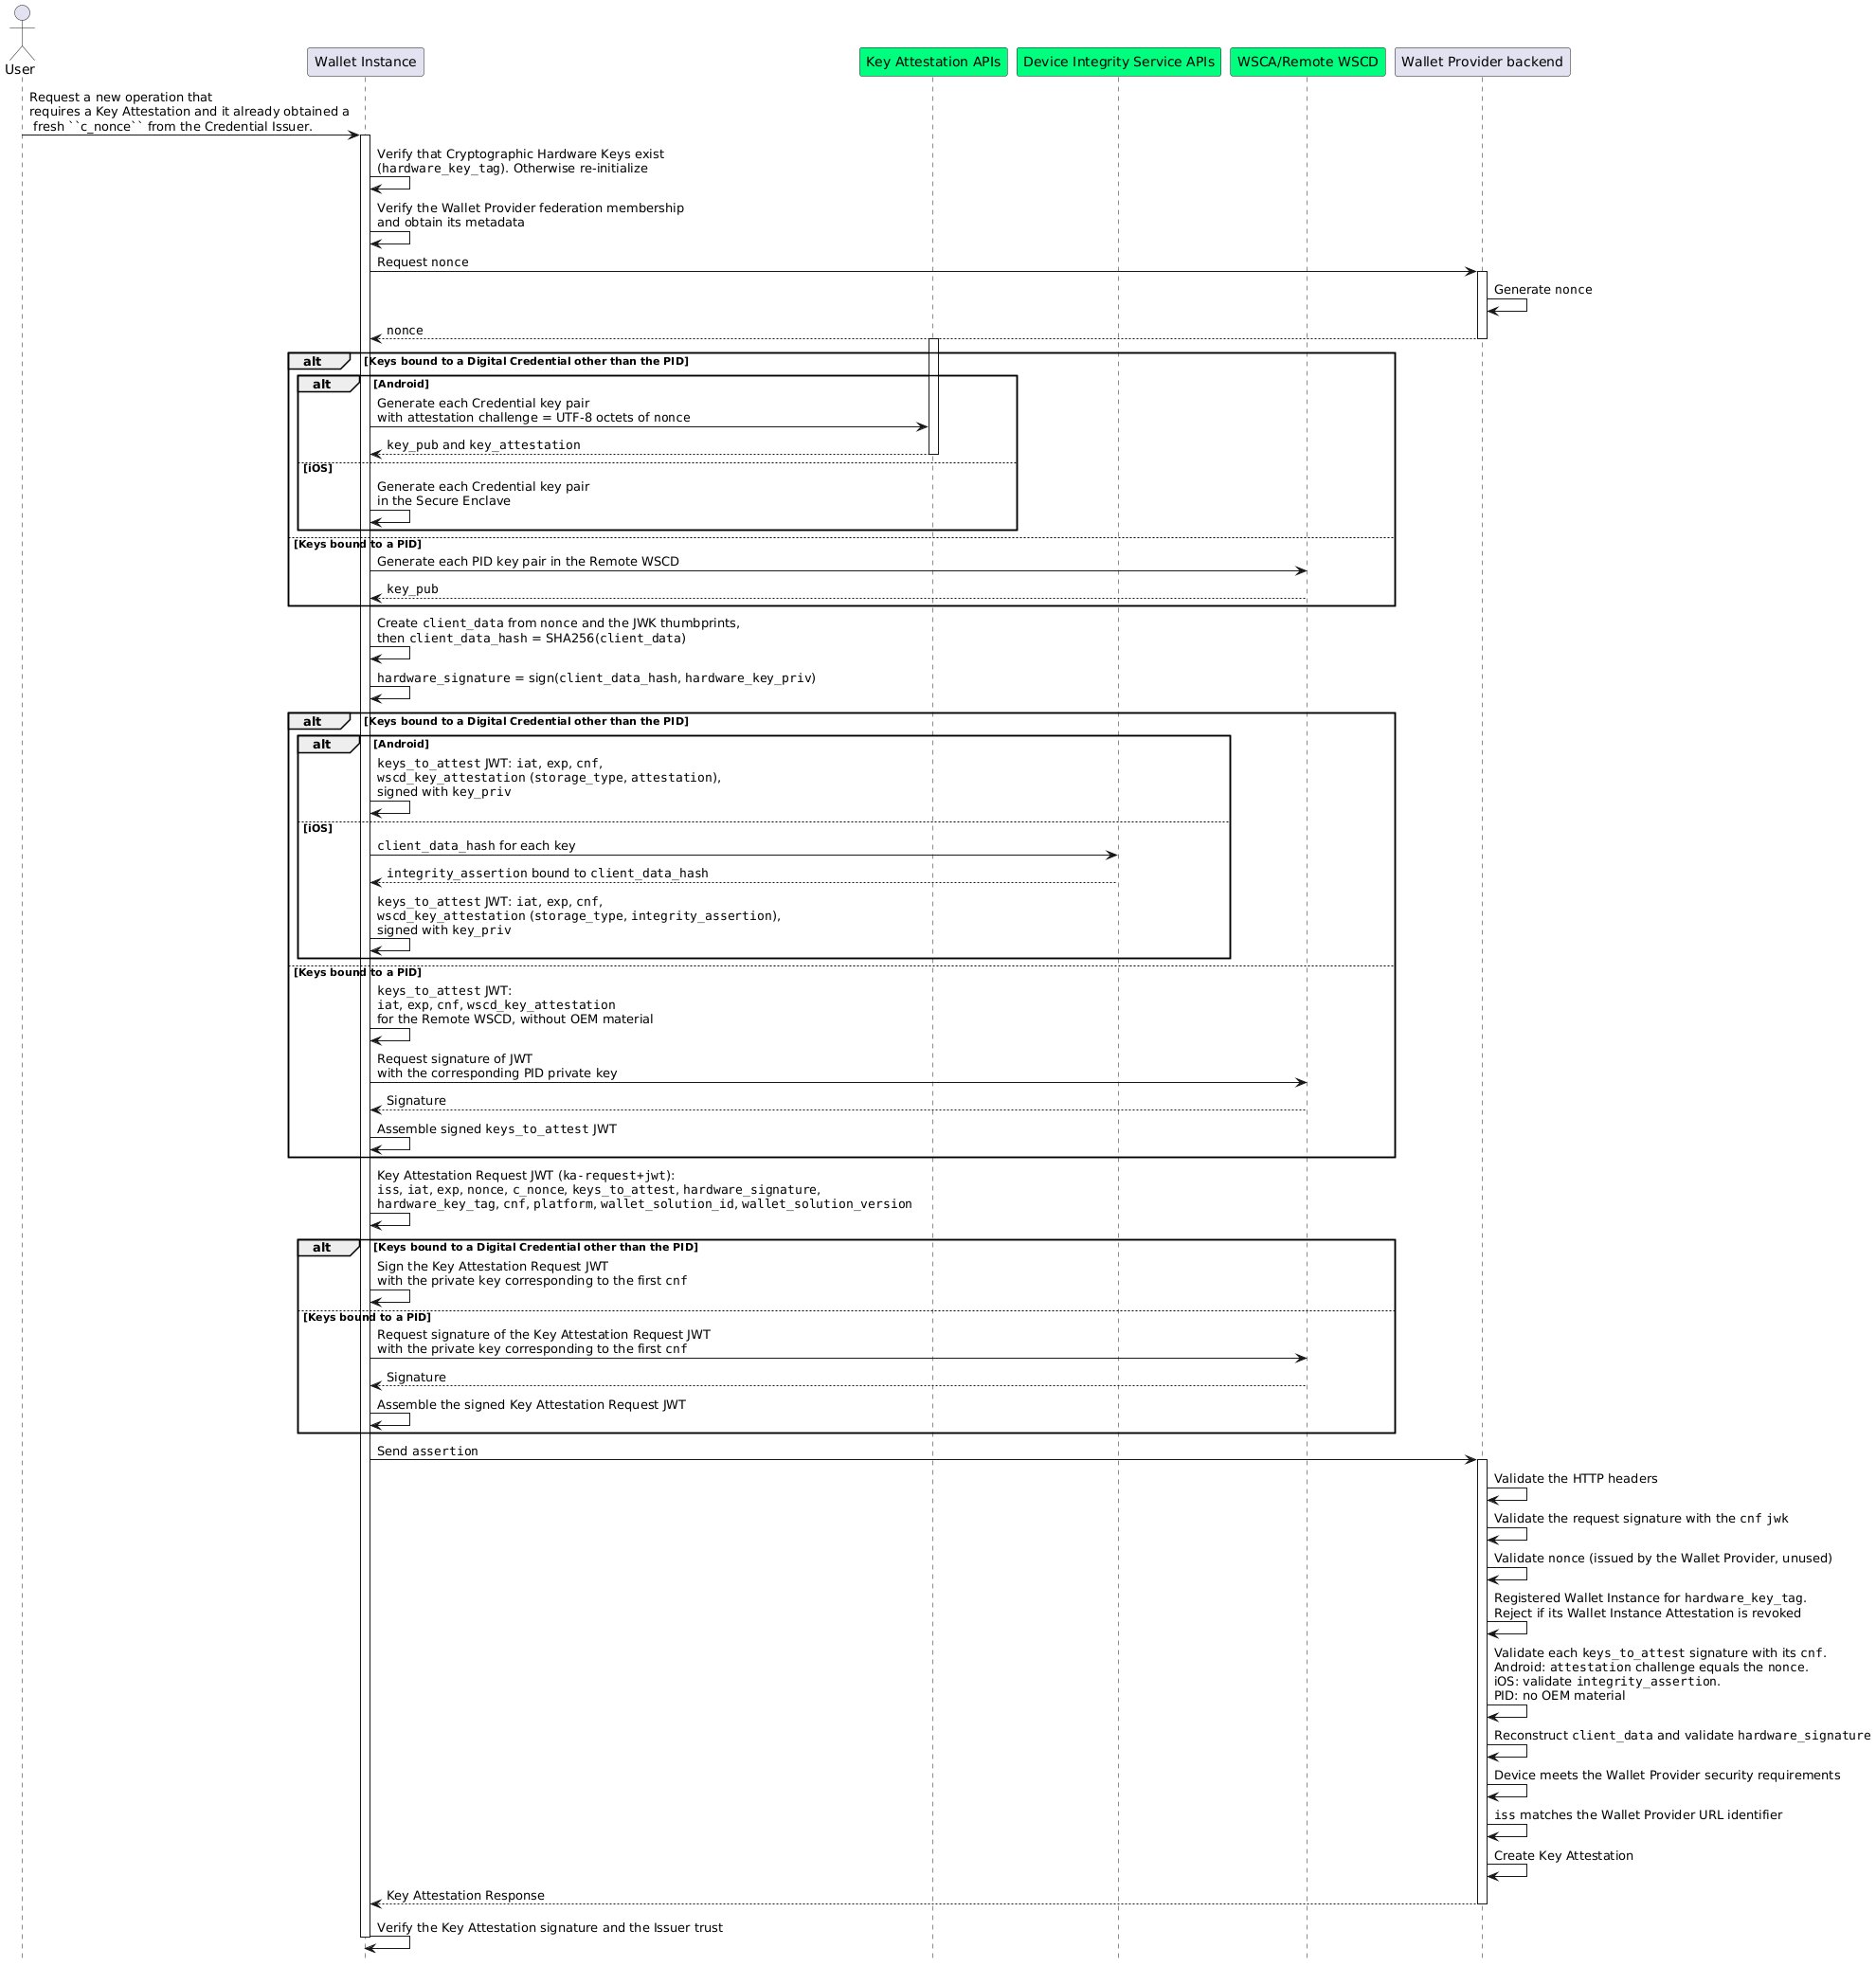 User
Wallet Instance
Key Attestation APIs
Device Integrity Service APIs
WSCA/Remote WSCD
Wallet Provider backend
Request a new operation that
requires a Key Attestation and it already obtained a
fresh ``c_nonce`` from the Credential Issuer.
Verify that Cryptographic Hardware Keys exist
(hardware_key_tag). Otherwise re-initialize
Verify the Wallet Provider federation membership
and obtain its metadata
Request nonce
Generate nonce
nonce
alt [Keys bound to a Digital Credential other than the PID]
alt [Android]
Generate each Credential key pair
with attestation challenge = UTF-8 octets of nonce
key_pub and key_attestation
[iOS]
Generate each Credential key pair
in the Secure Enclave
[Keys bound to a PID]
Generate each PID key pair in the Remote WSCD
key_pub
Create client_data from nonce and the JWK thumbprints,
then client_data_hash = SHA256(client_data)
hardware_signature = sign(client_data_hash, hardware_key_priv)
alt [Keys bound to a Digital Credential other than the PID]
alt [Android]
keys_to_attest JWT: iat, exp, cnf,
wscd_key_attestation (storage_type, attestation),
signed with key_priv
[iOS]
client_data_hash for each key
integrity_assertion bound to client_data_hash
keys_to_attest JWT: iat, exp, cnf,
wscd_key_attestation (storage_type, integrity_assertion),
signed with key_priv
[Keys bound to a PID]
keys_to_attest JWT:
iat, exp, cnf, wscd_key_attestation
for the Remote WSCD, without OEM material
Request signature of JWT
with the corresponding PID private key
Signature
Assemble signed keys_to_attest JWT
Key Attestation Request JWT (ka-request+jwt):
iss, iat, exp, nonce, c_nonce, keys_to_attest, hardware_signature,
hardware_key_tag, cnf, platform, wallet_solution_id, wallet_solution_version
alt [Keys bound to a Digital Credential other than the PID]
Sign the Key Attestation Request JWT
with the private key corresponding to the first cnf
[Keys bound to a PID]
Request signature of the Key Attestation Request JWT
with the private key corresponding to the first cnf
Signature
Assemble the signed Key Attestation Request JWT
Send assertion
Validate the HTTP headers
Validate the request signature with the cnf jwk
Validate nonce (issued by the Wallet Provider, unused)
Registered Wallet Instance for hardware_key_tag.
Reject if its Wallet Instance Attestation is revoked
Validate each keys_to_attest signature with its cnf.
Android: attestation challenge equals the nonce.
iOS: validate integrity_assertion.
PID: no OEM material
Reconstruct client_data and validate hardware_signature
Device meets the Wallet Provider security requirements
iss matches the Wallet Provider URL identifier
Create Key Attestation
Key Attestation Response
Verify the Key Attestation signature and the Issuer trust